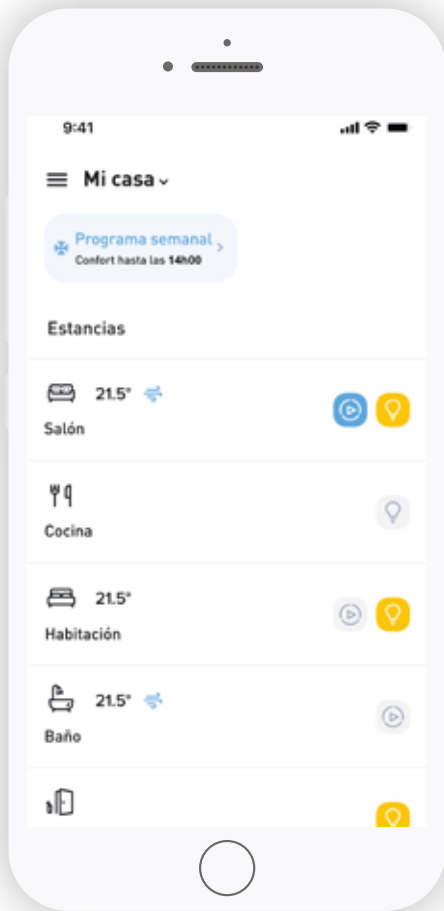 9:41
Mi casa
Programa semanal
Confort hasta las 14h00
Estancias
21.5°
Salón
Cocina
21.5°
Habitación
21.5°
Baño